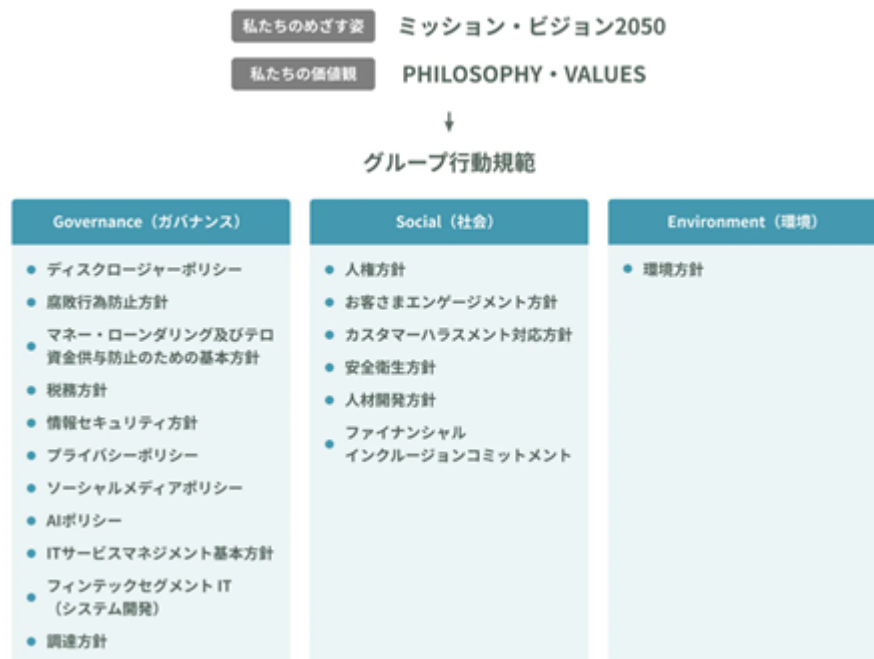 私たちのめざす姿 ミッション・ビジョン2050
私たちの価値観 PHILOSOPHY・VALUES
グループ行動規範
Governance（ガバナンス）
ディスクロージャーポリシー
腐敗行為防止方針
マネー・ローンダリング及びテロ
資金供与防止のための基本方針
税務方針
情報セキュリティ方針
プライバシーポリシー
ソーシャルメディアポリシー
AIポリシー
ITサービスマネジメント基本方針
フィンテックセグメント IT
（システム開発）
調達方針
Social（社会）
人権方針
お客さまエンゲージメント方針
カスタマーハラスメント対応方針
安全衛生方針
人材開発方針
ファイナンシャル
インクルージョンコミットメント
Environment（環境）
環境方針